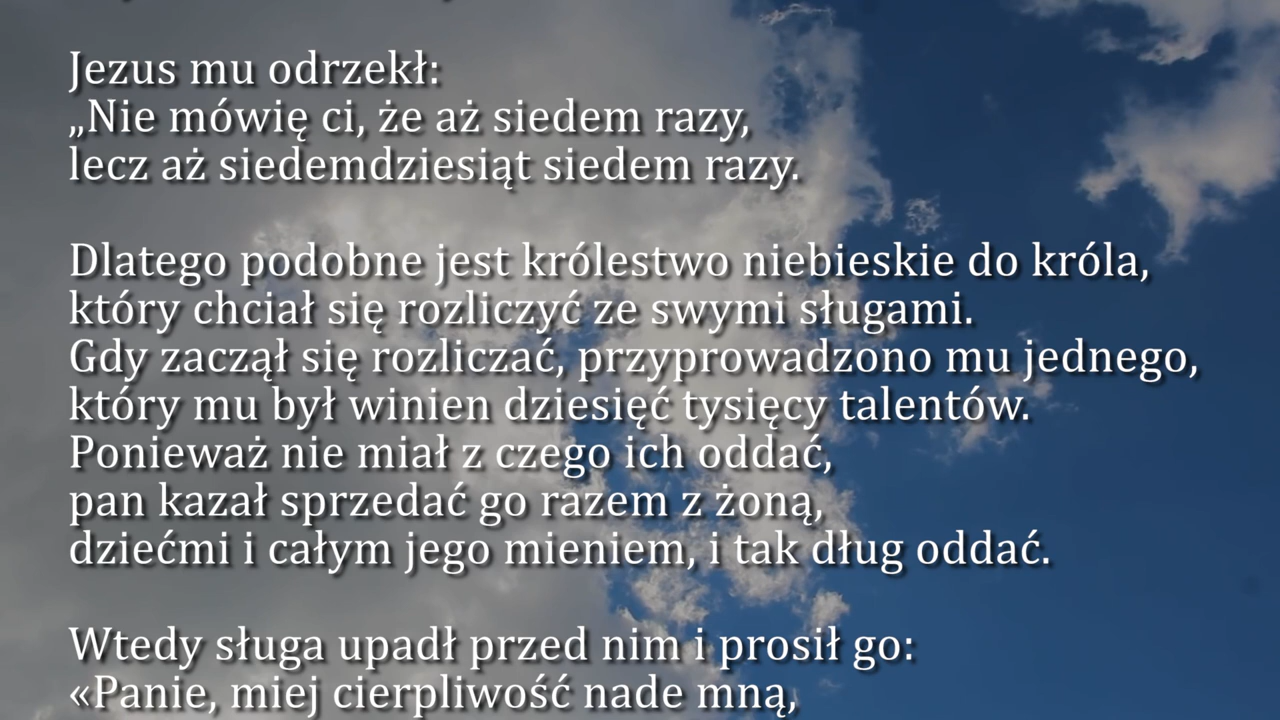 Jezus mu odrzekł:
„Nie mówię ci, że aż siedem razy,
lecz aż siedemdziesiąt siedem razy.
Dlatego podobne jest królestwo niebieskie do króla,
który chciał się rozliczyć ze swymi sługami.
Gdy zaczął się rozliczać, przyprowadzono mu jednego,
który mu był winien dziesięć tysięcy talentów.
Ponieważ nie miał z czego ich oddać,
pan kazał sprzedać go razem z żoną,
dziećmi i całym jego mieniem, i tak dług oddać.
Wtedy sługa upadł przed nim i prosił go:
«Panie, miej cierpliwość nade mną,